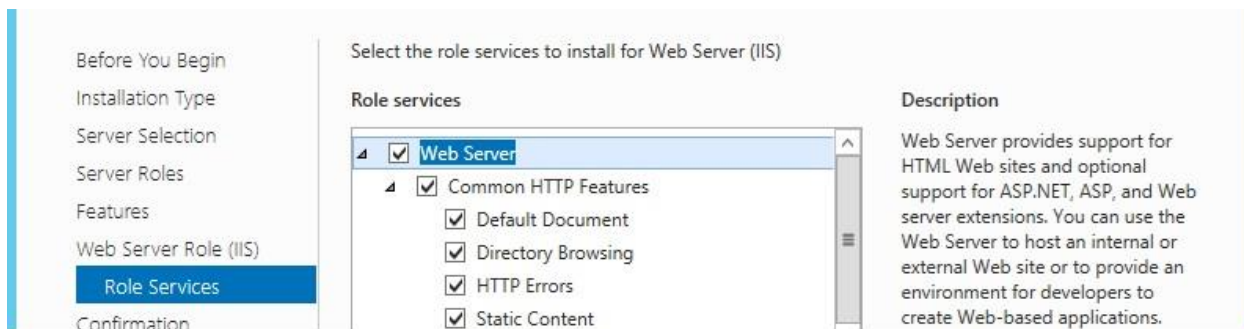 Select the role services to install for Web Server (IIS)
Before You Begin
Installation Type
Server Selection
Server Roles
Features
Web Server Role (IIS)
Role Services
Confirmation
Role services
Web Server
Common HTTP Features
Default Document
Directory Browsing
HTTP Errors
Static Content
Description
Web Server provides support for
HTML Web sites and optional
support for ASP.NET, ASP, and Web
server extensions. You can use the
Web Server to host an internal or
external Web site or to provide an
environment for developers to
create Web-based applications.